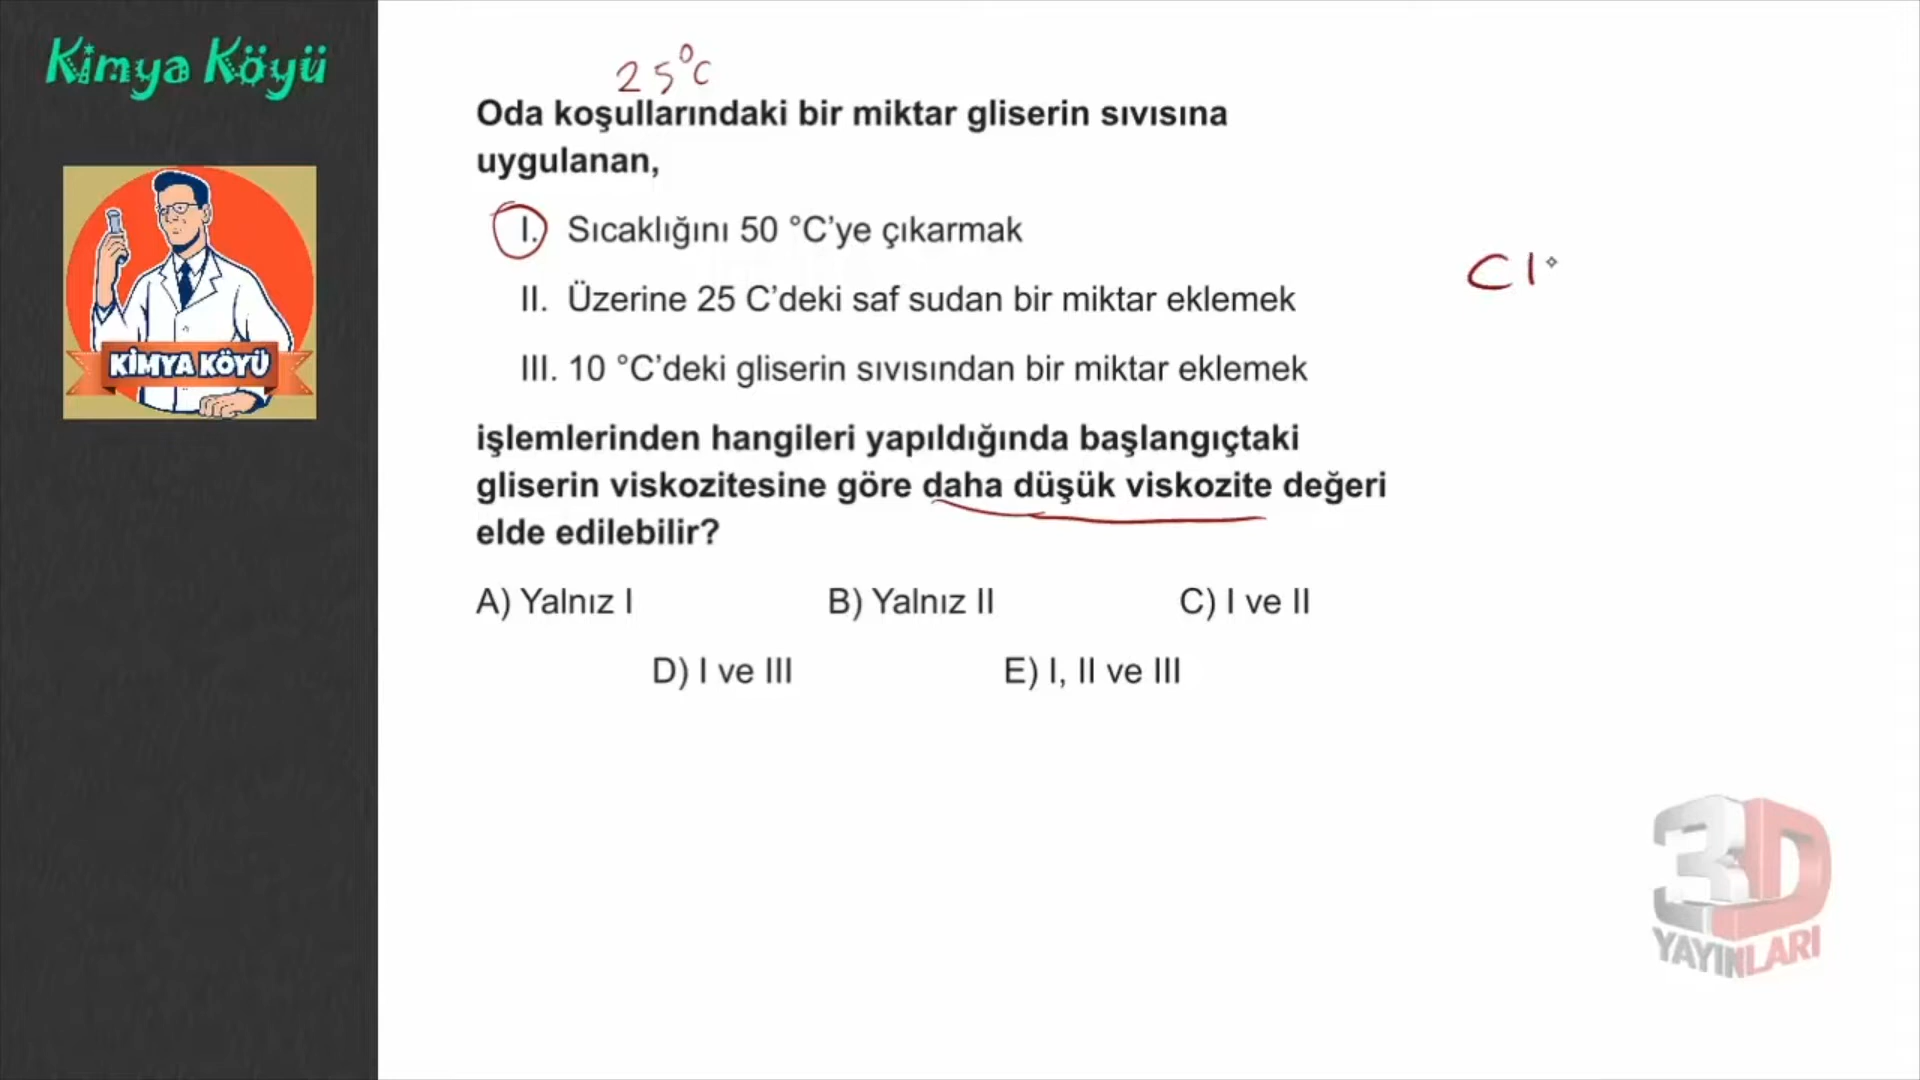 Kimya Köyü
KİMYA KÖYÜ
25°C
Oda koşullarındaki bir miktar gliserin sıvısına
uygulanan,
I. Sıcaklığını 50 °C’ye çıkarmak
II. Üzerine 25 C’deki saf sudan bir miktar eklemek
III. 10 °C’deki gliserin sıvısından bir miktar eklemek
işlemlerinden hangileri yapıldığında başlangıçtaki
gliserin viskozitesine göre daha düşük viskozite değeri
elde edilebilir?
A) Yalnız I B) Yalnız II C) I ve II
D) I ve III E) I, II ve III
3D
YAYINLARI